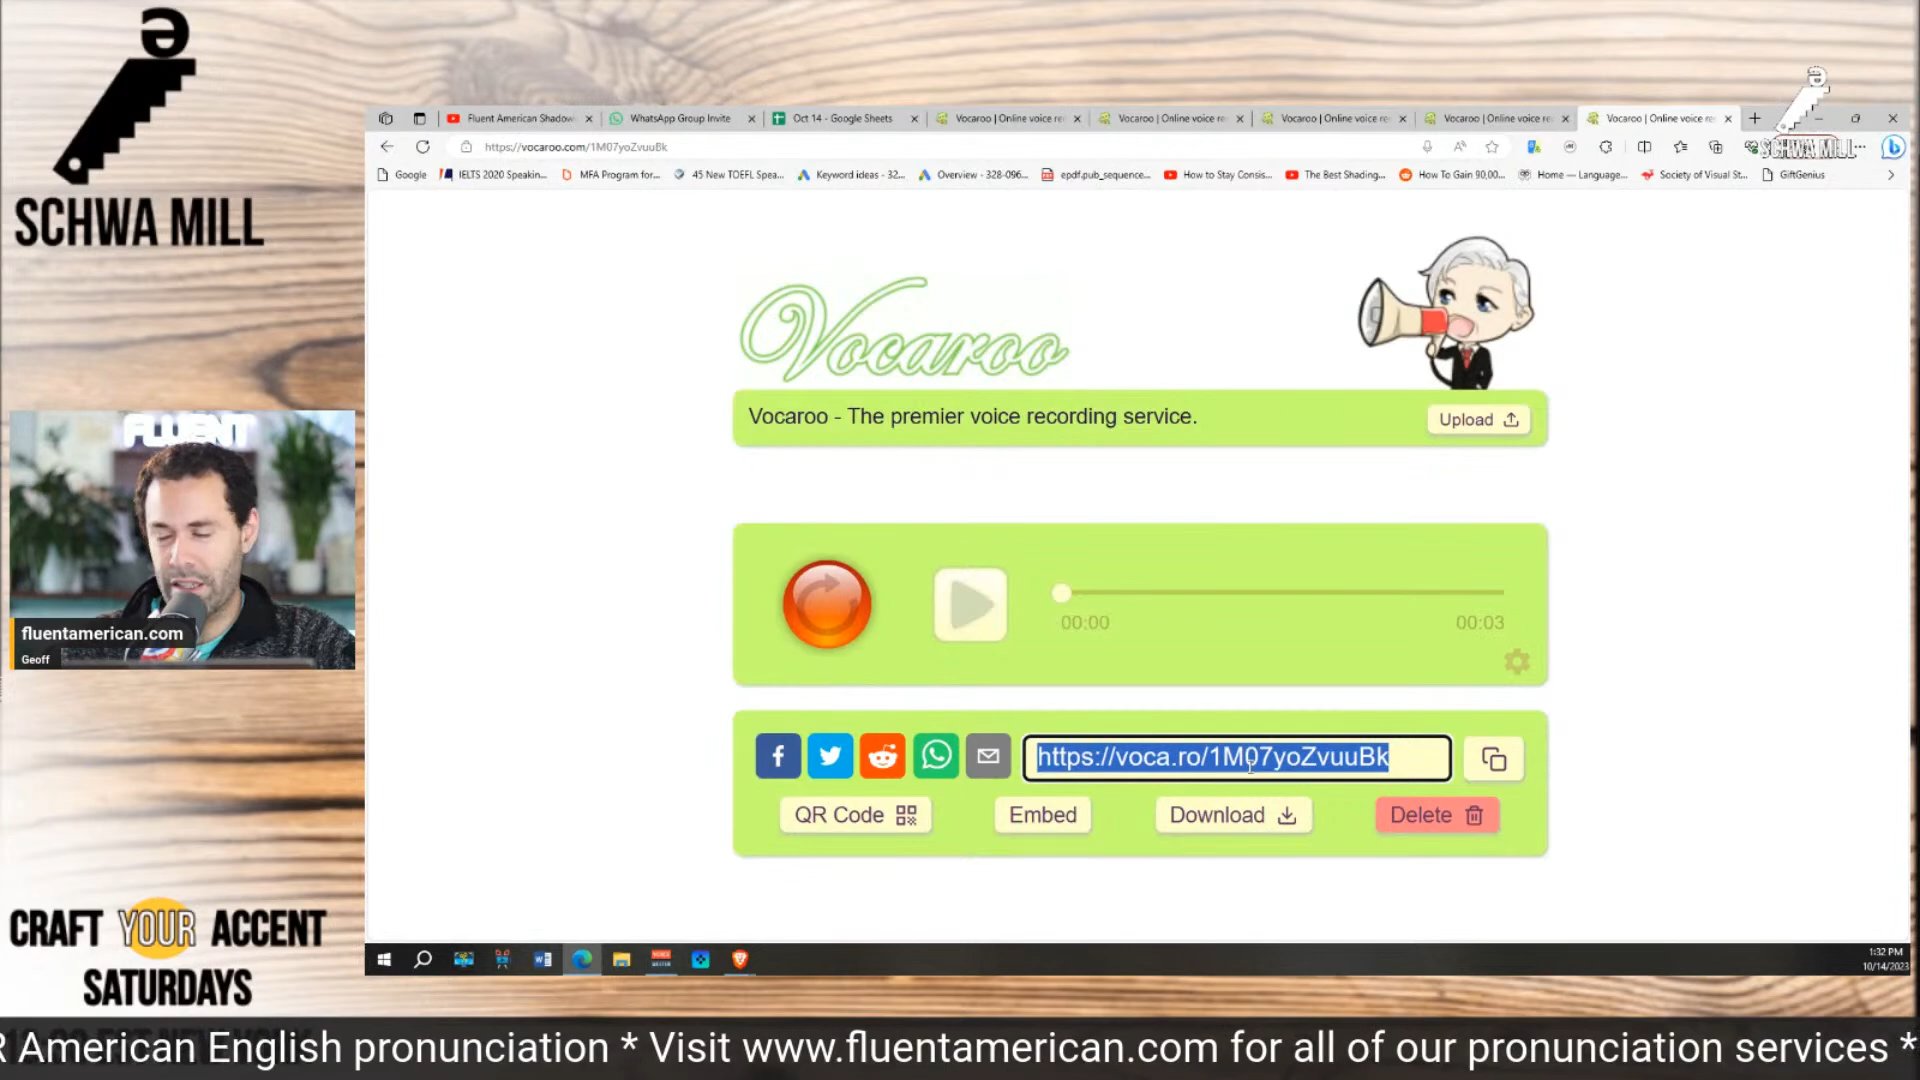 ə
SCHWA MILL
Fluent American Shadow
WhatsApp Group Invite
Oct 14 - Google Sheets
Vocaroo | Online voice re
Vocaroo | Online voice re
Vocaroo | Online voice re
Vocaroo | Online voice re
Vocaroo | Online voice re
ə
SCHWA MILL
https://vocaroo.com/1M07yoZvuuBk
Google
IELTS 2020 Speakin...
MFA Program for...
45 New TOEFL Spea...
Keyword ideas - 32...
Overview - 328-096...
epdf.pub_sequence...
How to Stay Consis...
The Best Shading...
How To Gain 90,00...
Home — Language...
Society of Visual St...
GiftGenius
Vocaroo
Vocaroo - The premier voice recording service.
Upload
00:00
00:03
https://voca.ro/1M07yoZvuuBk
QR Code
Embed
Download
Delete
FLUENT
fluentamerican.com
Geoff
CRAFT YOUR ACCENT
SATURDAYS
1:32 PM
10/14/2023
R American English pronunciation * Visit www.fluentamerican.com for all of our pronunciation services *